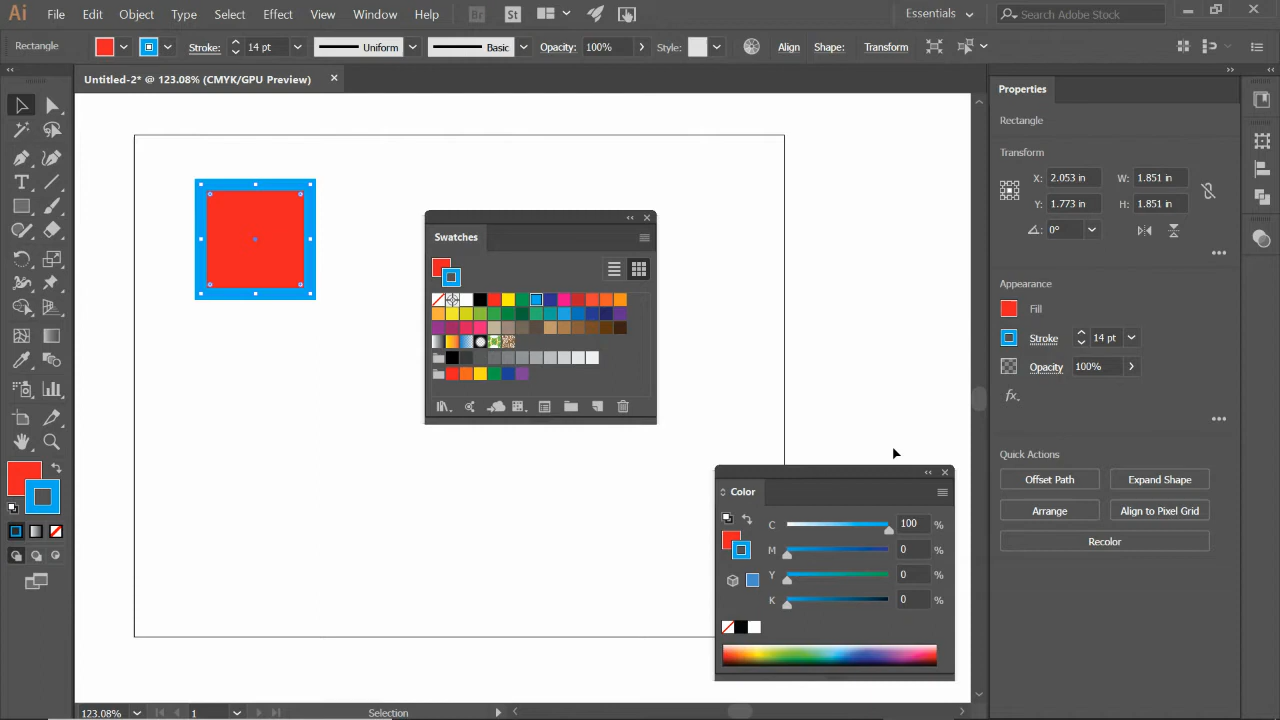 Ai File Edit Object Type Select Effect View Window Help Br St Essentials Search Adobe Stock
Rectangle Stroke: 14 pt Uniform Basic Opacity: 100% Style: Align Shape: Transform
Untitled-2* @ 123.08% (CMYK/GPU Preview)
Properties
Rectangle
Transform
X: 2.053 in W: 1.851 in
Y: 1.773 in H: 1.851 in
0°
Appearance
Fill
Stroke 14 pt
Opacity 100%
fx
Quick Actions
Offset Path Expand Shape
Arrange Align to Pixel Grid
Recolor
Swatches
Color
C 100 %
M 0 %
Y 0 %
K 0 %
123.08% 1 Selection